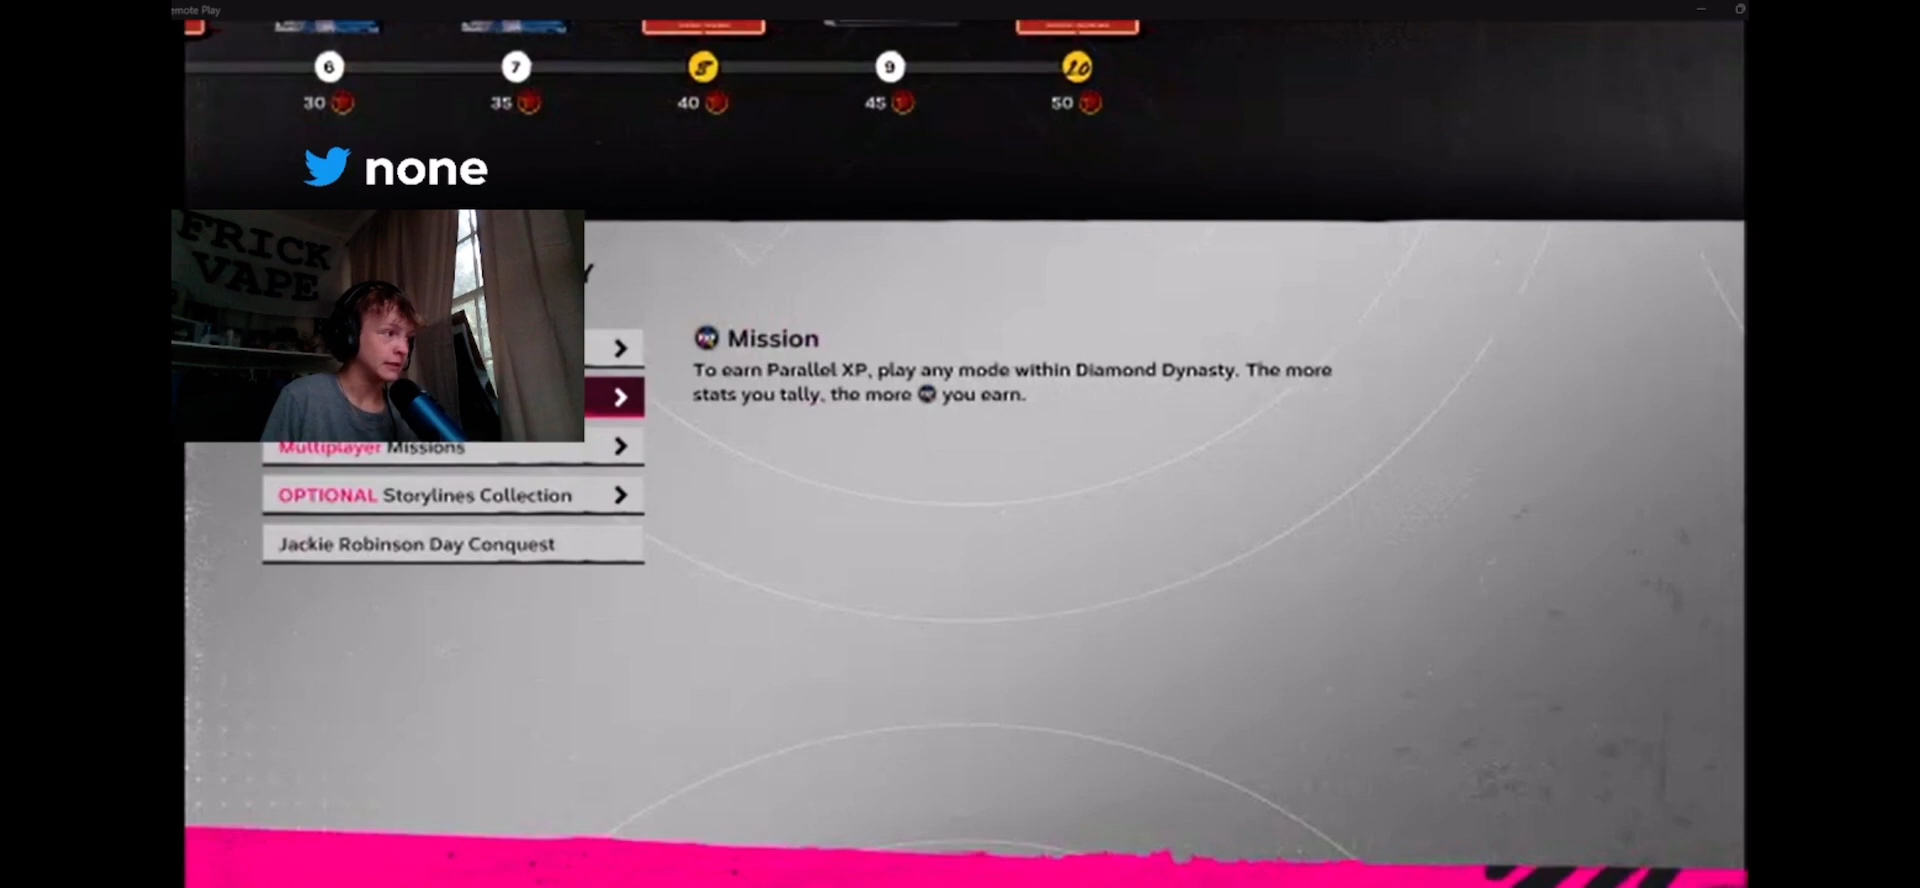 emote Play
6 7 8 9 10
30 35 40 45 50
none
FRICK
VAPE
Mission
To earn Parallel XP, play any mode within Diamond Dynasty. The more
stats you tally, the more you earn.
Multiplayer Missions
OPTIONAL Storylines Collection
Jackie Robinson Day Conquest